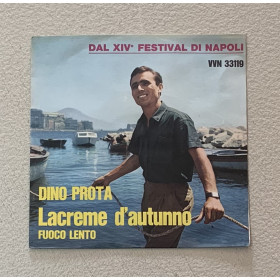 DAL XIV° FESTIVAL DI NAPOLI
VVN 33119
DINO PROTA
Lacreme d'autunno
FUOCO LENTO